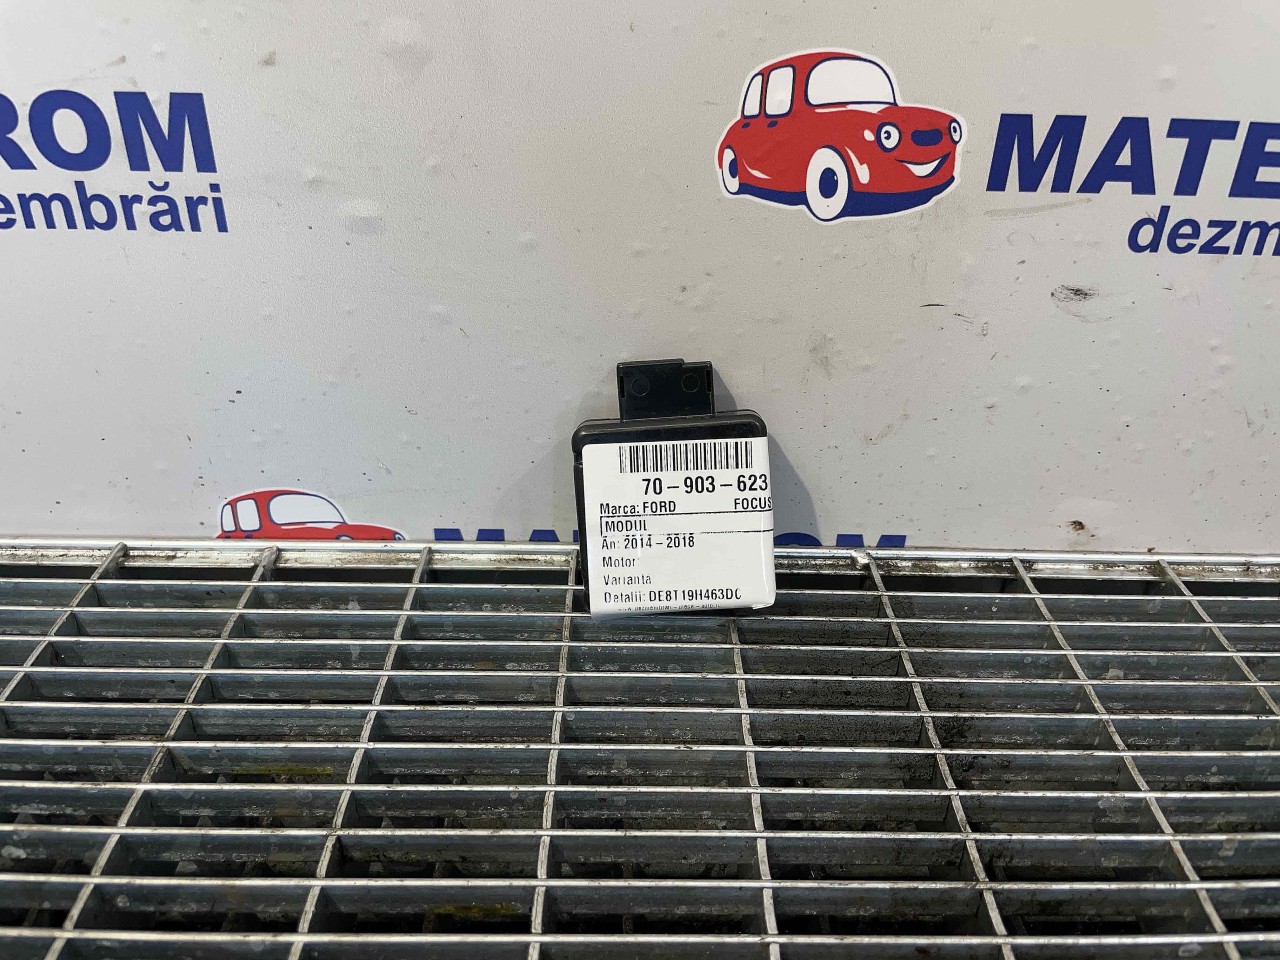 ROM
embrări
MATE
dezm
70-903-623
Marca: FORD FOCUS
MODUL
An: 2014-2018
Motor:
Varianta
Detalii: DE8T19H463DC